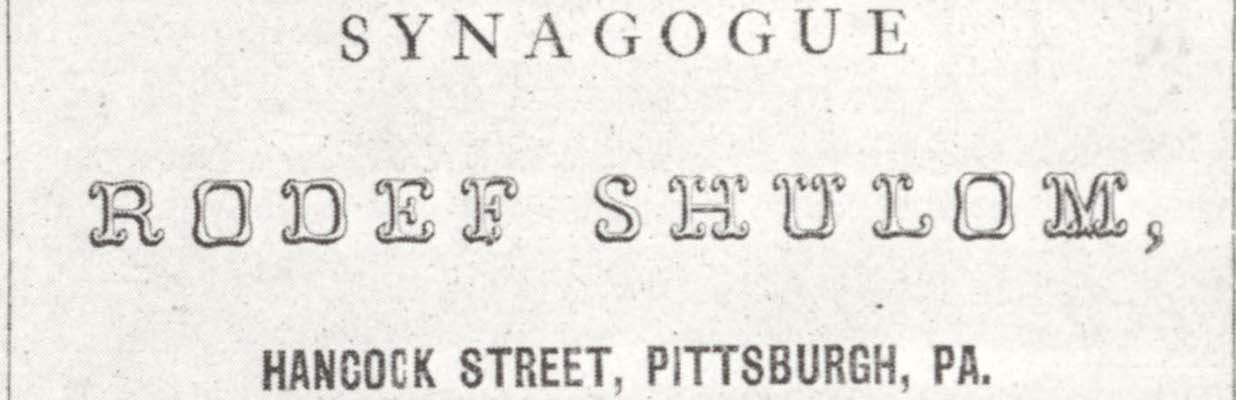 SYNAGOGUE
RODEF SHULOM,
HANCOCK STREET, PITTSBURGH, PA.